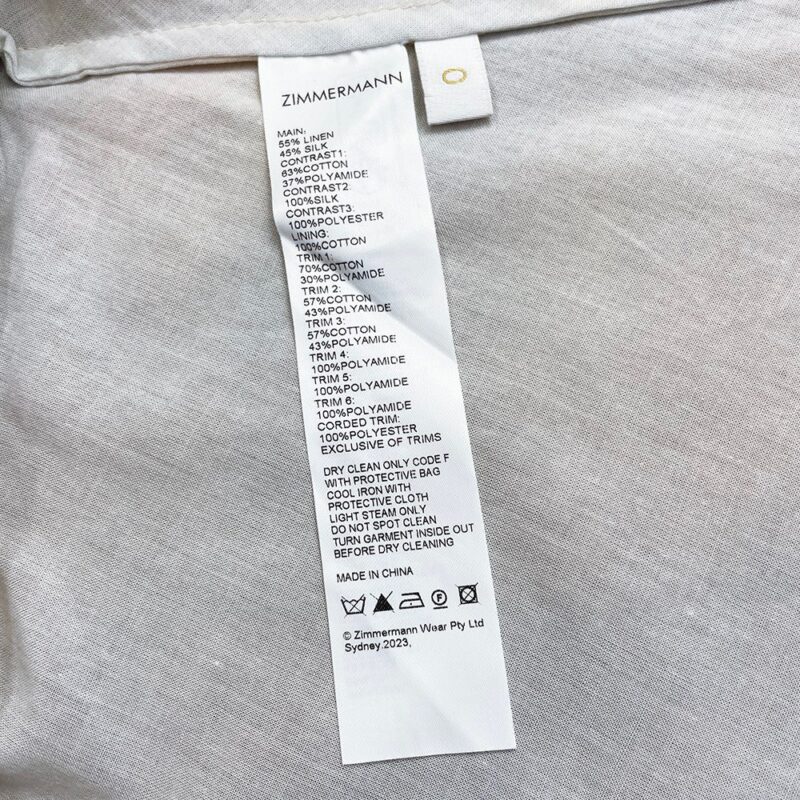 ZIMMERMANN
0
MAIN:
55% LINEN
45% SILK
CONTRAST1:
63%COTTON
37%POLYAMIDE
CONTRAST2:
100%SILK
CONTRAST3:
100%POLYESTER
LINING:
100%COTTON
TRIM 1:
70%COTTON
30%POLYAMIDE
TRIM 2:
57%COTTON
43%POLYAMIDE
TRIM 3:
57%COTTON
43%POLYAMIDE
TRIM 4:
100%POLYAMIDE
TRIM 5:
100%POLYAMIDE
TRIM 6:
100%POLYAMIDE
CORDED TRIM:
100%POLYESTER
EXCLUSIVE OF TRIMS
DRY CLEAN ONLY CODE F
WITH PROTECTIVE BAG
COOL IRON WITH
PROTECTIVE CLOTH
LIGHT STEAM ONLY
DO NOT SPOT CLEAN
TURN GARMENT INSIDE OUT
BEFORE DRY CLEANING
MADE IN CHINA
F
© Zimmermann Wear Pty Ltd
Sydney.2023,